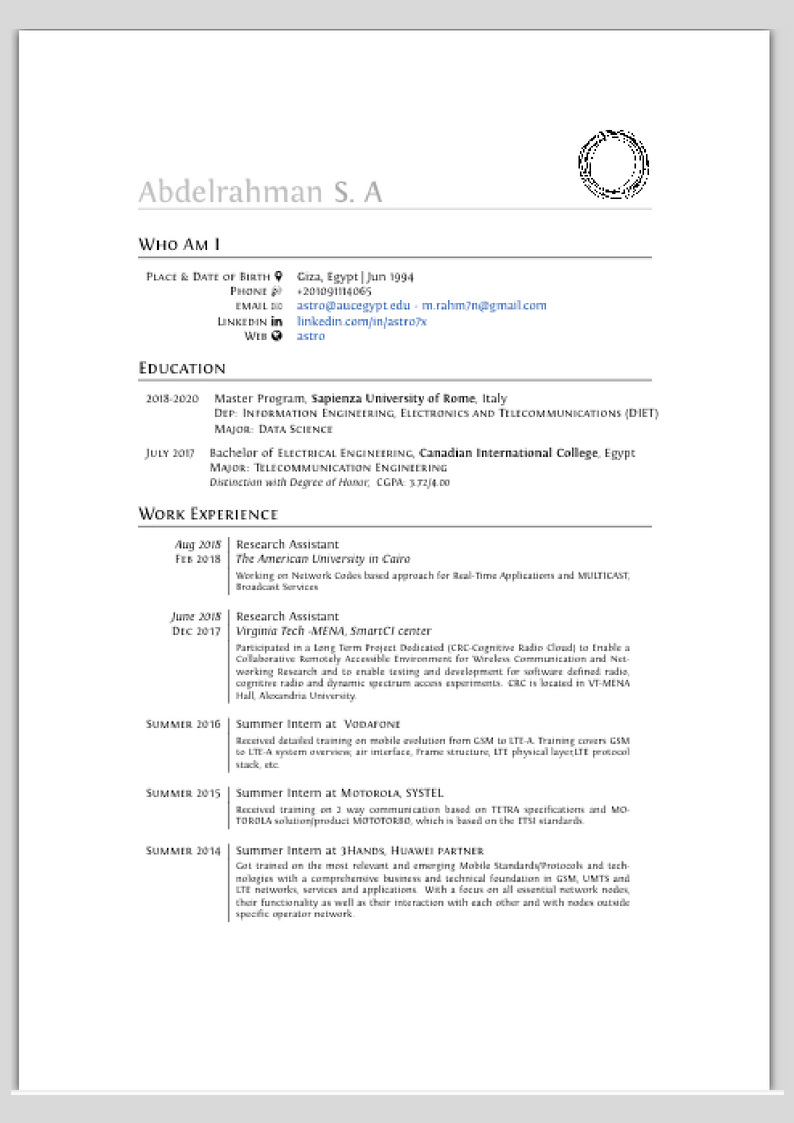 Abdelrahman S. A
Who Am I
Place & Date of Birth Giza, Egypt | Jun 1994
Phone +201091114065
email astro@aucegypt.edu - m.rahm7n@gmail.com
LinkedIn linkedin.com/in/astro7x
Web astro
Education
2018-2020 Master Program, Sapienza University of Rome, Italy
Dep: Information Engineering, Electronics and Telecommunications (DIET)
Major: Data Science
July 2017 Bachelor of Electrical Engineering, Canadian International College, Egypt
Major: Telecommunication Engineering
Distinction with Degree of Honor, CGPA: 3.72/4.00
Work Experience
Aug 2018 Research Assistant
Feb 2018 The American University in Cairo
Working on Network Codes based approach for Real-Time Applications and MULTICAST,
Broadcast Services
June 2018 Research Assistant
Dec 2017 Virginia Tech -MENA, SmartCI center
Participated in a Long Term Project Dedicated (CRC-Cognitive Radio Cloud) to Enable a
Collaborative Remotely Accessible Environment for Wireless Communication and Net-
working Research and to enable testing and development for software defined radio,
cognitive radio and dynamic spectrum access experiments. CRC is located in VT-MENA
Hall, Alexandria University.
Summer 2016 Summer Intern at Vodafone
Received detailed training on mobile evolution from GSM to LTE-A. Training covers GSM
to LTE-A system overview, air interface, Frame structure, LTE physical layer,LTE protocol
stack, etc.
Summer 2015 Summer Intern at Motorola, SYSTEL
Received training on 2 way communication based on TETRA specifications and MO-
TOROLA solution/product MOTOTORBO, which is based on the ETSI standards.
Summer 2014 Summer Intern at 3Hands, Huawei partner
Got trained on the most relevant and emerging Mobile Standards/Protocols and tech-
nologies with a comprehensive business and technical foundation in GSM, UMTS and
LTE networks, services and applications. With a focus on all essential network nodes,
their functionality as well as their interaction with each other and with nodes outside
specific operator network.